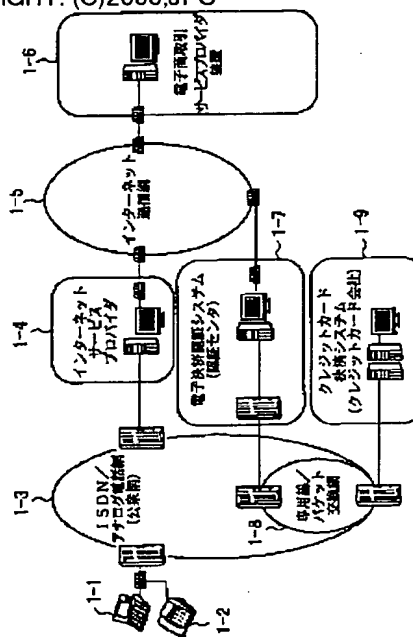 (C)2000,JPO
1-6
電子商取引
サービスプロバイダ
装置
1-5
インターネット
通信網
1-4
インターネット
サービス
プロバイダ
1-7
電子決済認証システム
(認証センタ)
1-9
クレジットカード
決済システム
(クレジットカード会社)
1-3
ISDN/
アナログ電話網
(公衆網)
1-8
専用線/
パケット
交換網
1-1
1-2